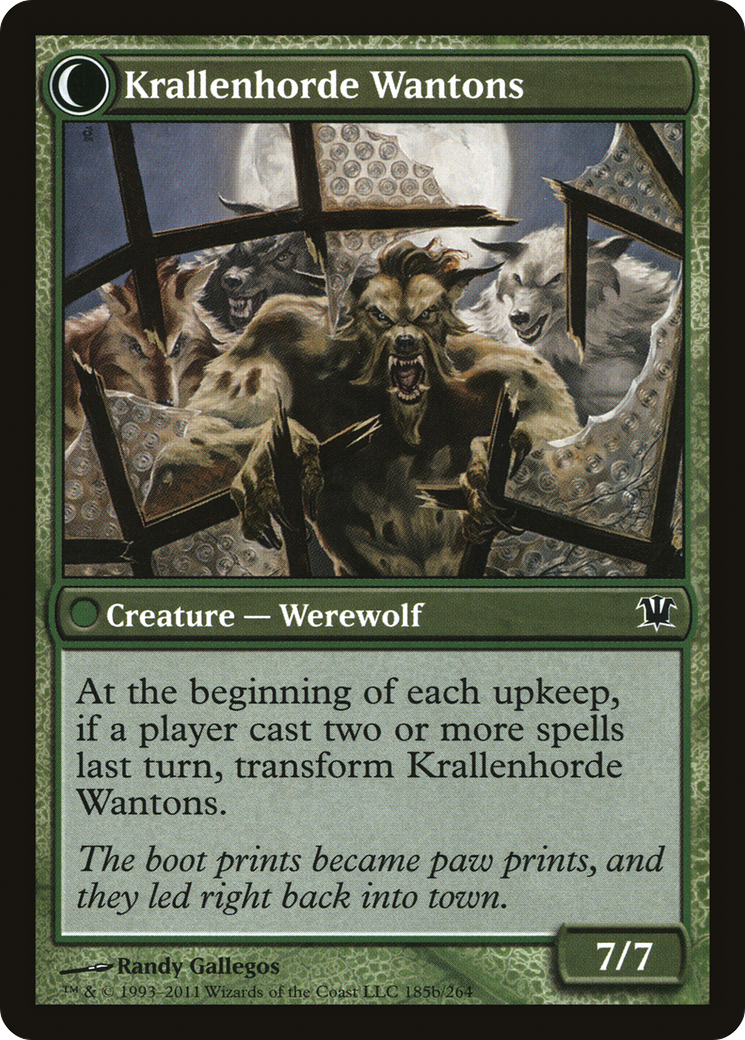 Krallenhorde Wantons
Creature — Werewolf
At the beginning of each upkeep,
if a player cast two or more spells
last turn, transform Krallenhorde
Wantons.
The boot prints became paw prints, and
they led right back into town.
7/7
Randy Gallegos
™ & © 1993–2011 Wizards of the Coast LLC 185b/264